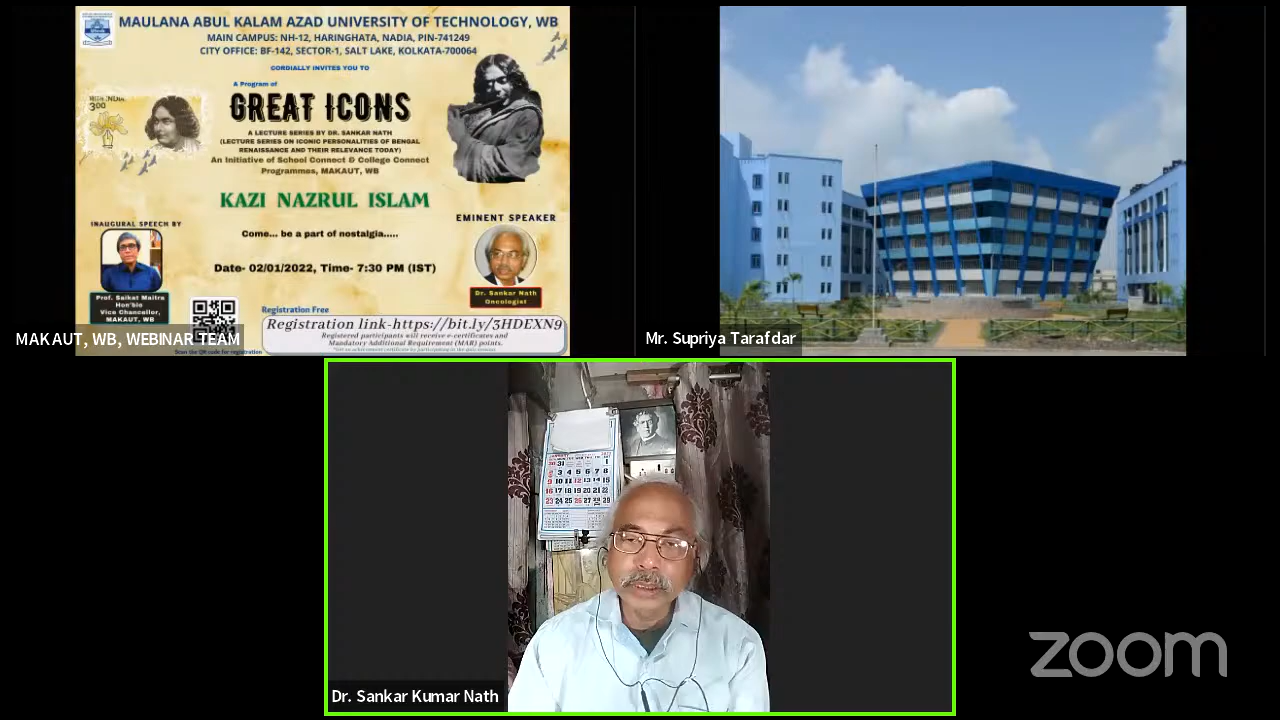 MAULANA ABUL KALAM AZAD UNIVERSITY OF TECHNOLOGY, WB
MAIN CAMPUS: NH-12, HARINGHATA, NADIA, PIN-741249
CITY OFFICE: BF-142, SECTOR-1, SALT LAKE, KOLKATA-700064
CORDIALLY INVITES YOU TO
A Program of
GREAT ICONS
A LECTURE SERIES BY DR. SANKAR NATH
(LECTURE SERIES ON ICONIC PERSONALITIES OF BENGAL
RENAISSANCE AND THEIR RELEVANCE TODAY)
An Initiative of School Connect & College Connect
Programmes, MAKAUT, WB
KAZI NAZRUL ISLAM
Come... be a part of nostalgia.....
Date- 02/01/2022, Time- 7:30 PM (IST)
INAUGURAL SPEECH BY
Prof. Saikat Maitra
Hon'ble
Vice Chancellor,
MAKAUT, WB
EMINENT SPEAKER
Dr. Sankar Nath
Oncologist
Registration Free
Registration link-https://bit.ly/3HDEXN9
Registered participants will receive e-certificates and
Mandatory Additional Requirement (MAR) points.
Scan the QR code for registration
MAKAUT, WB, WEBINAR TEAM
Mr. Supriya Tarafdar
Dr. Sankar Kumar Nath
zoom